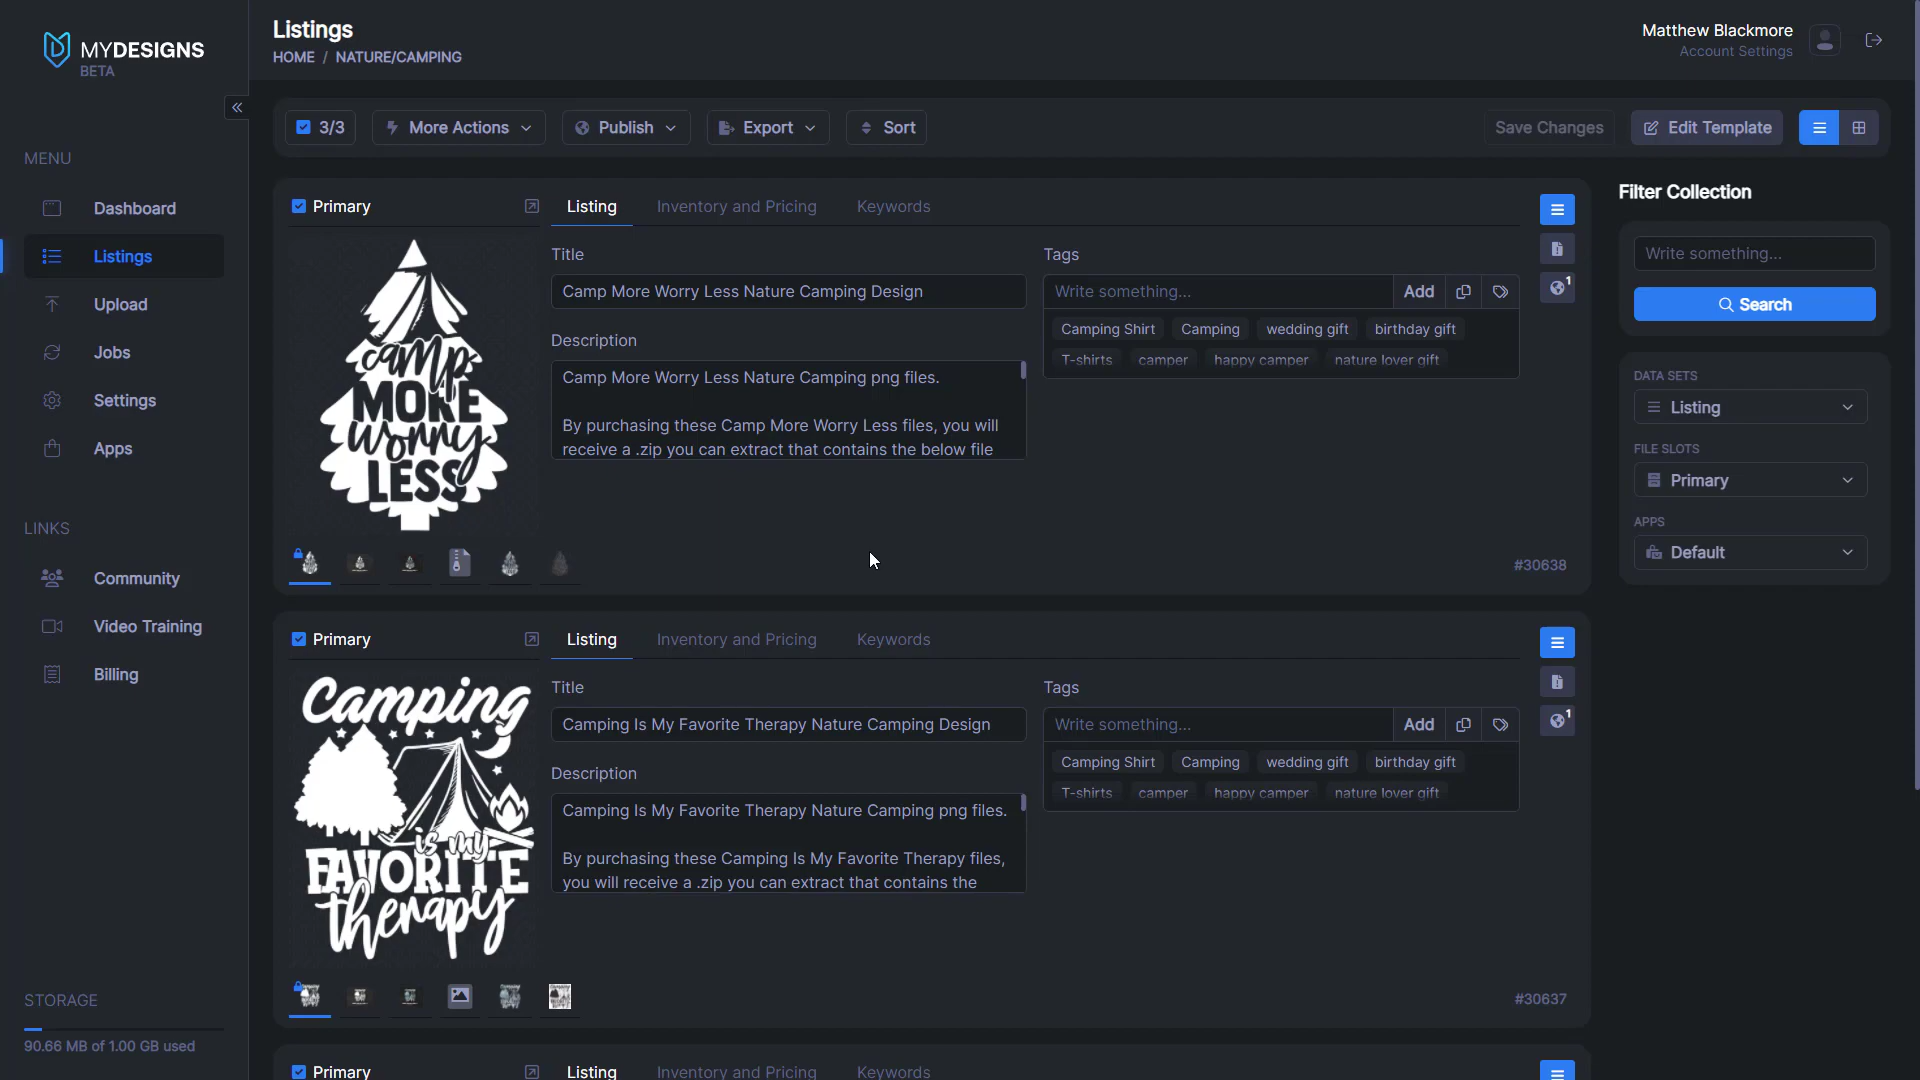 MYDESIGNS
BETA
MENU
Dashboard
Listings
Upload
Jobs
Settings
Apps
LINKS
Community
Video Training
Billing
STORAGE
90.66 MB of 1.00 GB used
Listings
HOME / NATURE/CAMPING
Matthew Blackmore
Account Settings
3/3
More Actions
Publish
Export
Sort
Save Changes
Edit Template
Primary
Listing
Inventory and Pricing
Keywords
camp
MORE
worry
LESS
Title
Camp More Worry Less Nature Camping Design
Description
Camp More Worry Less Nature Camping png files.
By purchasing these Camp More Worry Less files, you will
receive a .zip you can extract that contains the below file
Tags
Write something...
Add
Camping Shirt Camping wedding gift birthday gift
T-shirts camper happy camper nature lover gift
1
#30638
Primary
Listing
Inventory and Pricing
Keywords
Camping
is my
FAVORITE
therapy
Title
Camping Is My Favorite Therapy Nature Camping Design
Description
Camping Is My Favorite Therapy Nature Camping png files.
By purchasing these Camping Is My Favorite Therapy files,
you will receive a .zip you can extract that contains the
Tags
Write something...
Add
Camping Shirt Camping wedding gift birthday gift
T-shirts camper happy camper nature lover gift
1
#30637
Primary
Listing
Inventory and Pricing
Keywords
Filter Collection
Write something...
Search
DATA SETS
Listing
FILE SLOTS
Primary
APPS
Default